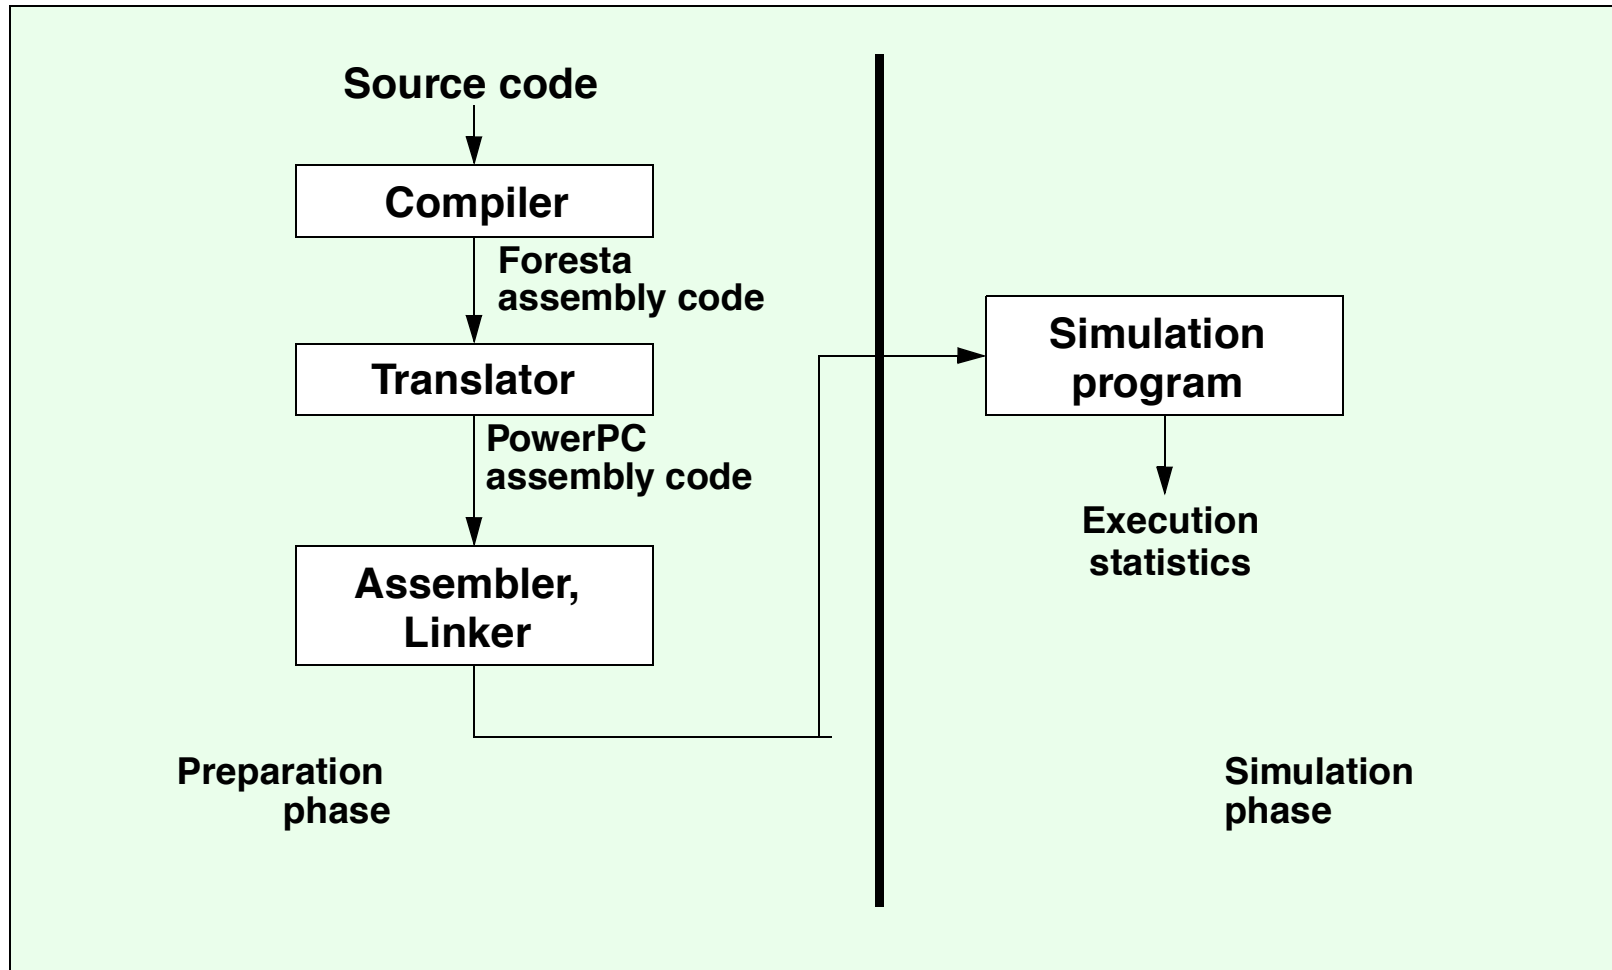 Source code
Compiler
Foresta
assembly code
Translator
PowerPC
assembly code
Assembler,
Linker
Preparation
phase
Simulation
program
Execution
statistics
Simulation
phase